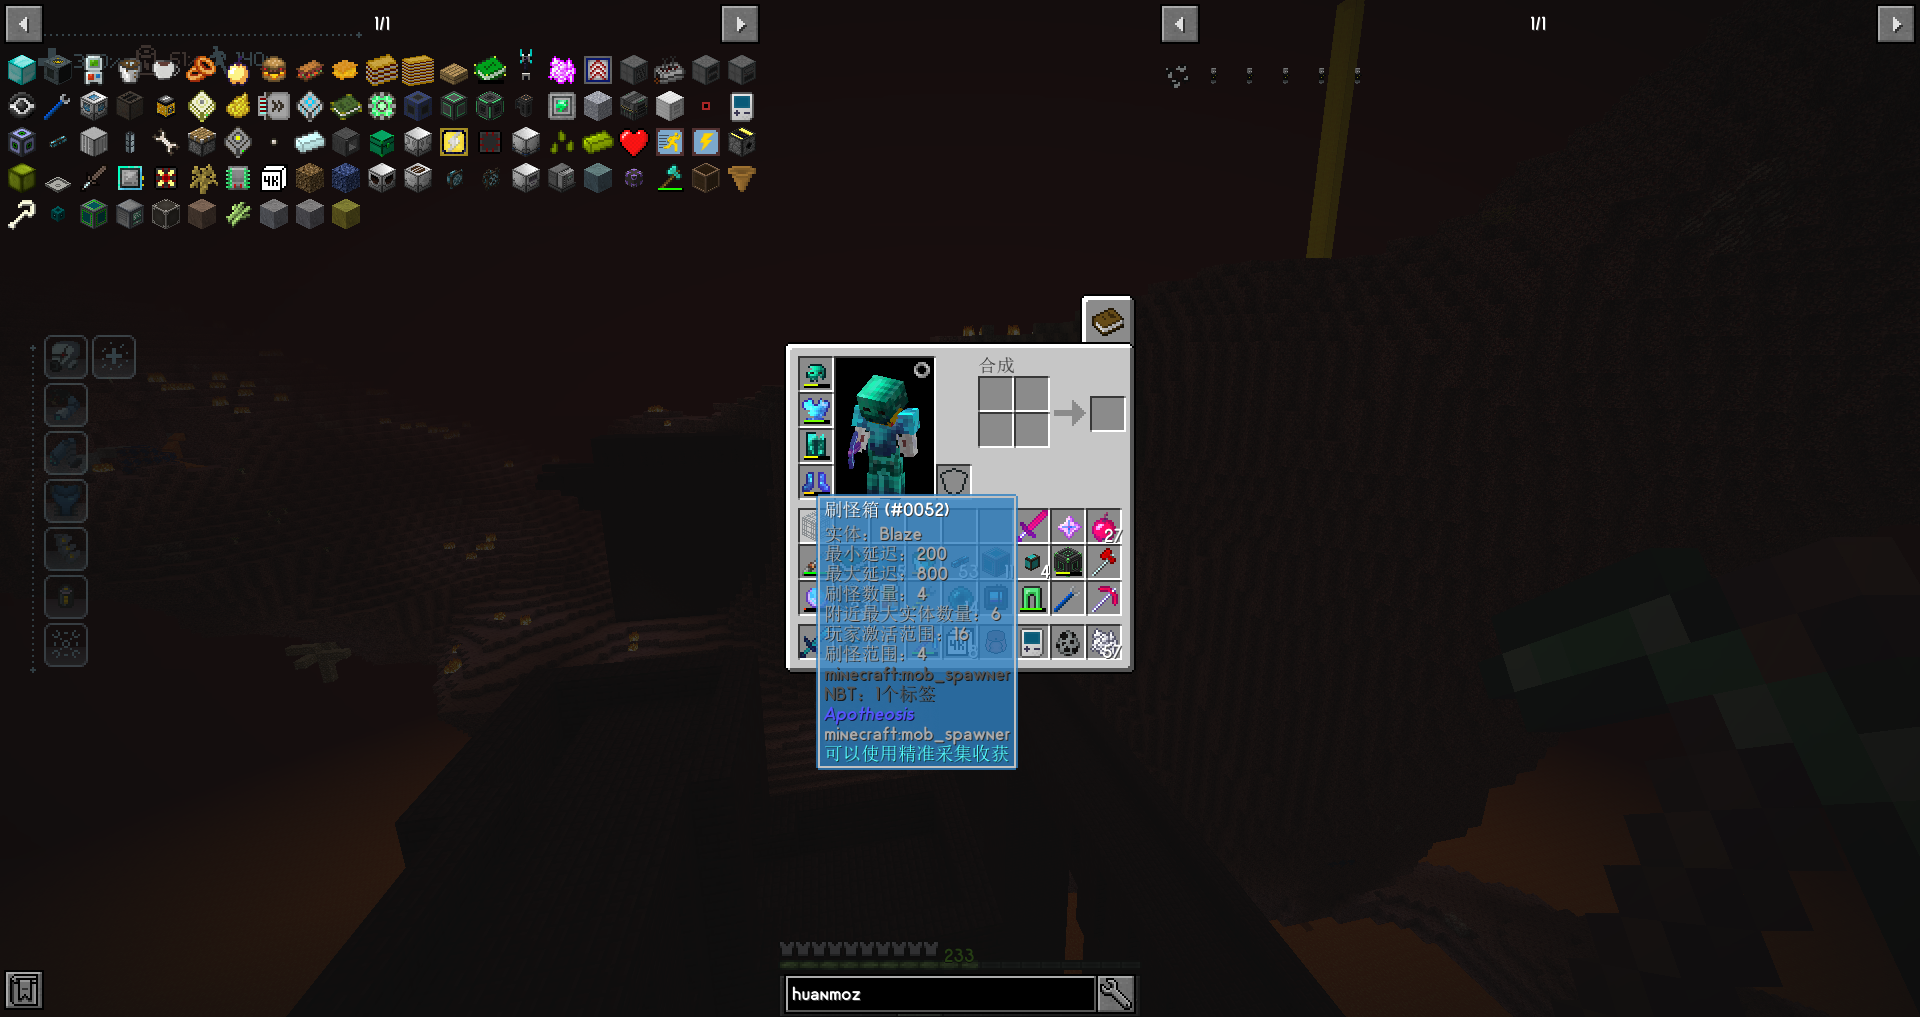 1/1
1/1
合成
刷怪箱 (#0052)
实体：Blaze
最小延迟：200
最大延迟：800
刷怪数量：4
附近最大实体数量：6
玩家激活范围：16
刷怪范围：4
minecraft:mob_spawner
NBT：1个标签
Apotheosis
minecraft:mob_spawner
可以使用精准采集收获
27
4
57
233
huanmoz